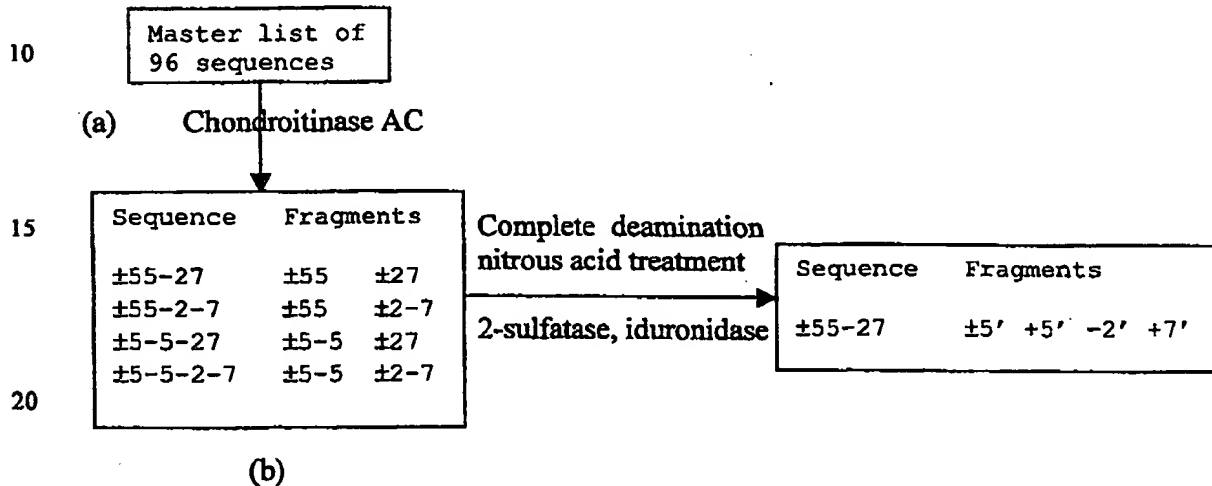 10
Master list of
96 sequences
(a) Chondroitinase AC
15
Sequence Fragments
±55-27 ±55 ±27
±55-2-7 ±55 ±2-7
±5-5-27 ±5-5 ±27
±5-5-2-7 ±5-5 ±2-7
20
Complete deamination
nitrous acid treatment
2-sulfatase, iduronidase
Sequence Fragments
±55-27 ±5′ +5′ -2′ +7′
(b)